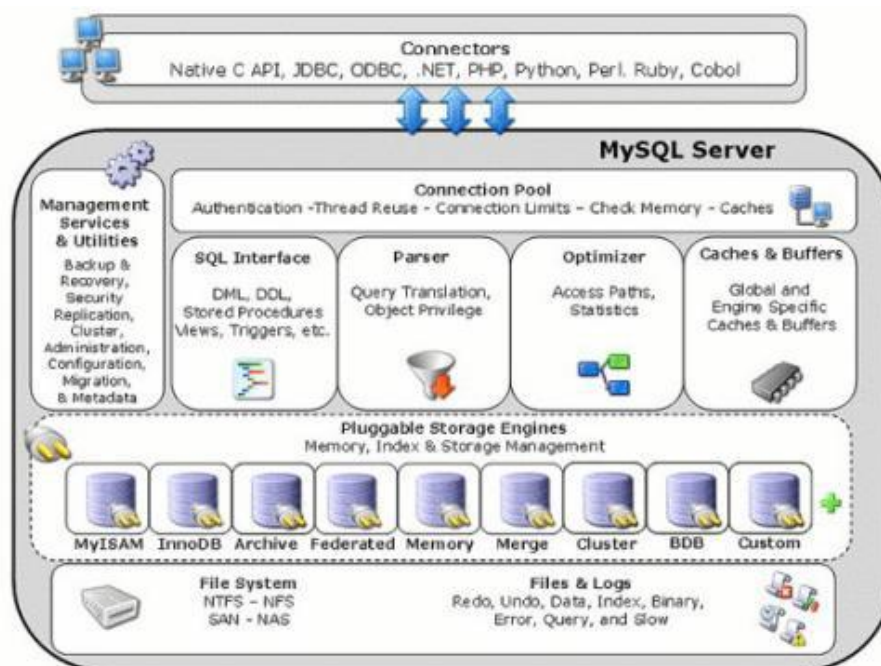 Connectors
Native C API, JDBC, ODBC, .NET, PHP, Python, Perl. Ruby, Cobol
MySQL Server
Management
Services
& Utilities
Backup &
Recovery,
Security
Replication,
Cluster,
Administration,
Configuration,
Migration,
& Metadata
Connection Pool
Authentication -Thread Reuse - Connection Limits – Check Memory - Caches
SQL Interface
DML, DDL,
Stored Procedures
Views, Triggers, etc.
Parser
Query Translation,
Object Privilege
Optimizer
Access Paths,
Statistics
Caches & Buffers
Global and
Engine Specific
Caches & Buffers
Pluggable Storage Engines
Memory, Index & Storage Management
MyISAM
InnoDB
Archive
Federated
Memory
Merge
Cluster
BDB
Custom
File System
NTFS – NFS
SAN - NAS
Files & Logs
Redo, Undo, Data, Index, Binary,
Error, Query, and Slow